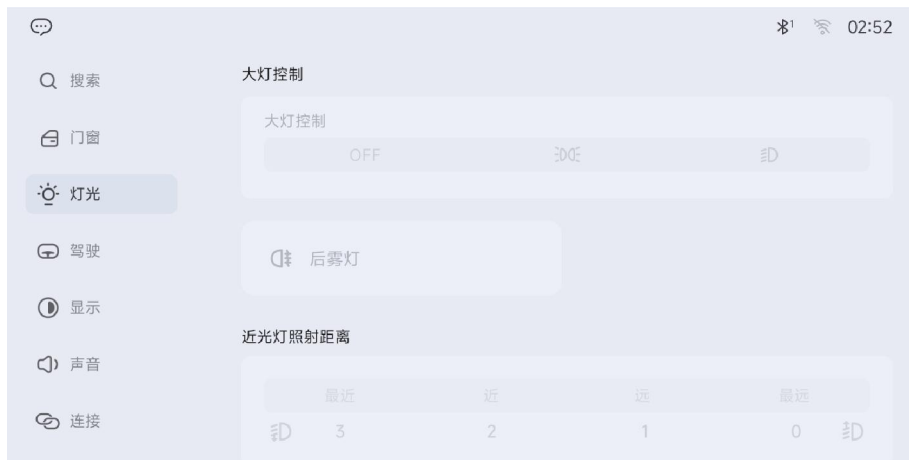 1 02:52
搜索
门窗
灯光
驾驶
显示
声音
连接
大灯控制
大灯控制
OFF
后雾灯
近光灯照射距离
最近 近 远 最远
3 2 1 0